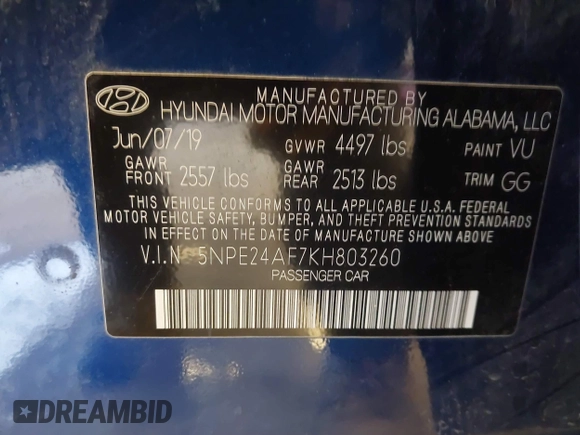 MANUFACTURED BY
HYUNDAI MOTOR MANUFACTURING ALABAMA, LLC
Jun/07/19 GVWR 4497 lbs PAINT VU
GAWR FRONT 2557 lbs GAWR REAR 2513 lbs TRIM GG
THIS VEHICLE CONFORMS TO ALL APPLICABLE U.S.A. FEDERAL
MOTOR VEHICLE SAFETY, BUMPER, AND THEFT PREVENTION STANDARDS
IN EFFECT ON THE DATE OF MANUFACTURE SHOWN ABOVE.
V.I.N 5NPE24AF7KH803260
PASSENGER CAR
DREAMBID